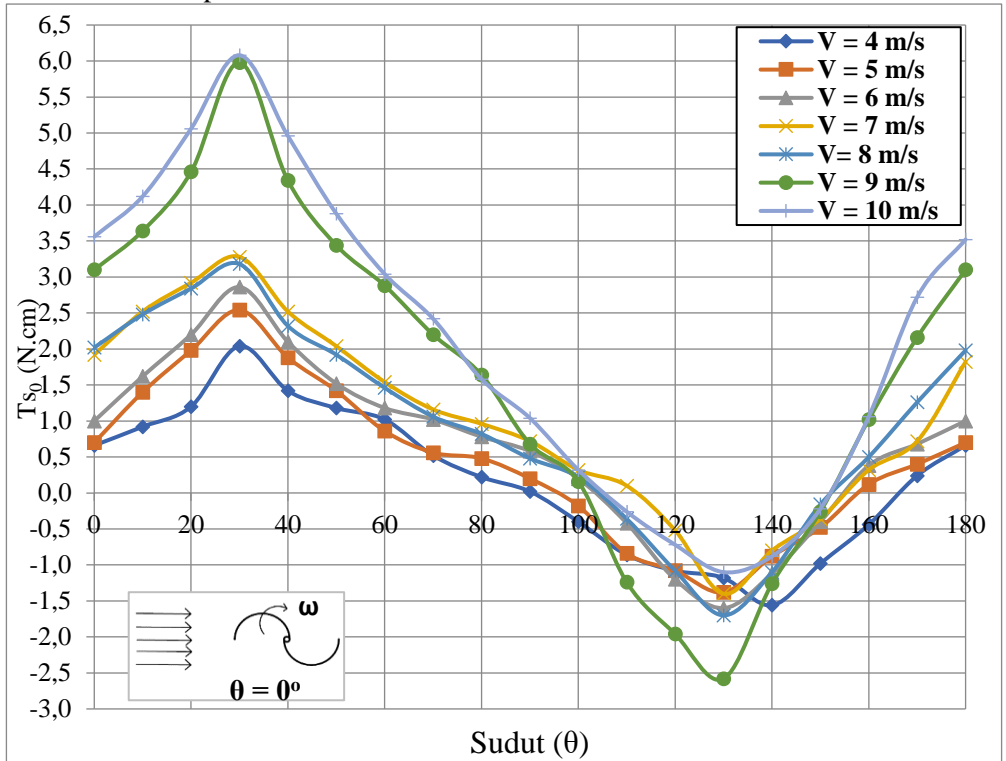 6,5
6,0
5,5
5,0
4,5
4,0
3,5
3,0
2,5
2,0
1,5
1,0
0,5
0,0
-0,5
-1,0
-1,5
-2,0
-2,5
-3,0
Ts0 (N.cm)
V = 4 m/s
V = 5 m/s
V = 6 m/s
V = 7 m/s
V= 8 m/s
V = 9 m/s
V = 10 m/s
0 20 40 60 80 100 120 140 160 180
ω
θ = 0º
Sudut (θ)